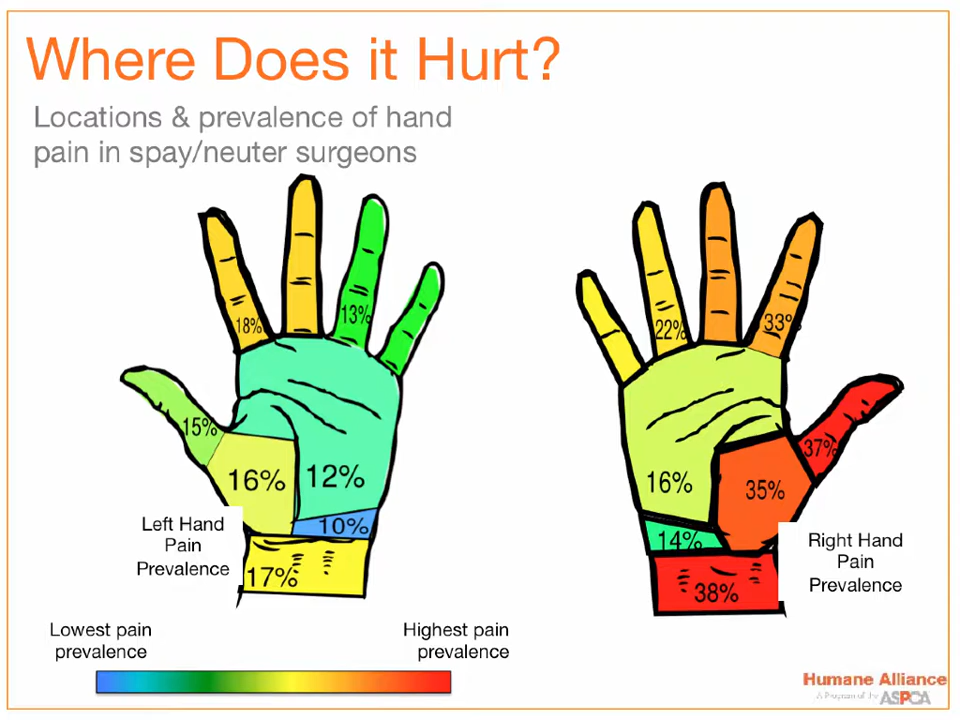 Where Does it Hurt?
Locations & prevalence of hand
pain in spay/neuter surgeons
18%
13%
15%
16%
12%
10%
17%
Left Hand
Pain
Prevalence
22%
33%
37%
16%
35%
14%
38%
Right Hand
Pain
Prevalence
Lowest pain
prevalence
Highest pain
prevalence
Humane Alliance
A Program of the ASPCA